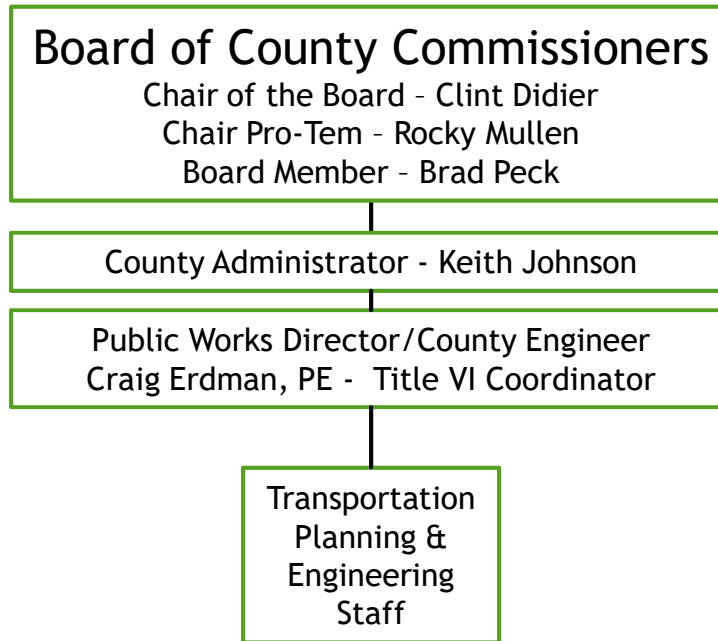 Board of County Commissioners
Chair of the Board – Clint Didier
Chair Pro-Tem – Rocky Mullen
Board Member – Brad Peck
County Administrator - Keith Johnson
Public Works Director/County Engineer
Craig Erdman, PE -  Title VI Coordinator
Transportation
Planning &
Engineering
Staff